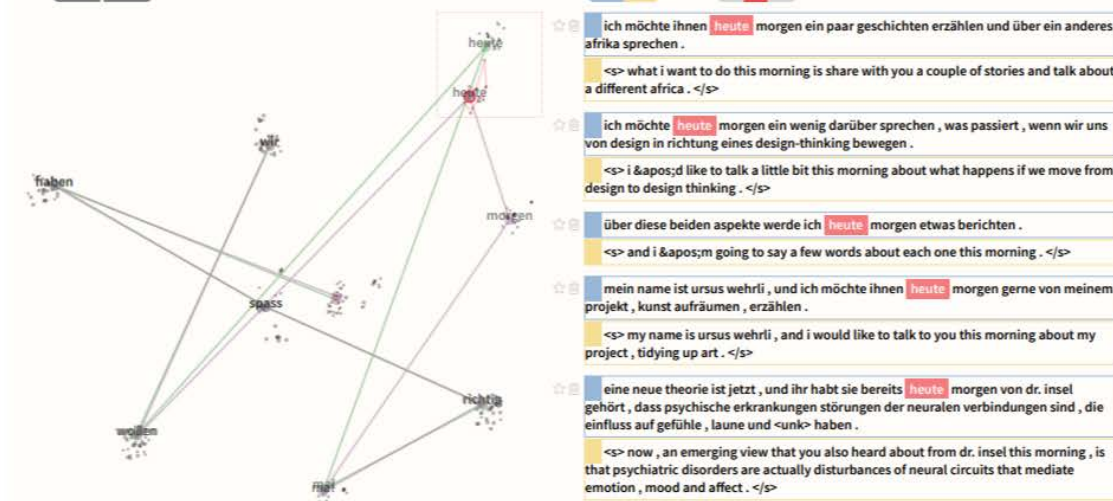 heute
heute
wir
haben
morgen
spass
richtig
wollen
mal
ich möchte ihnen heute morgen ein paar geschichten erzählen und über ein anderes
afrika sprechen .
<s> what i want to do this morning is share with you a couple of stories and talk about
a different africa . </s>
ich möchte heute morgen ein wenig darüber sprechen , was passiert , wenn wir uns
von design in richtung eines design-thinking bewegen .
<s> i &apos;d like to talk a little bit this morning about what happens if we move from
design to design thinking . </s>
über diese beiden aspekte werde ich heute morgen etwas berichten .
<s> and i &apos;m going to say a few words about each one this morning . </s>
mein name ist ursus wehrli , und ich möchte ihnen heute morgen gerne von meinem
projekt , kunst aufräumen , erzählen .
<s> my name is ursus wehrli , and i would like to talk to you this morning about my
project , tidying up art . </s>
eine neue theorie ist jetzt , und ihr habt sie bereits heute morgen von dr. insel
gehört , dass psychische erkrankungen störungen der neuralen verbindungen sind , die
einfluss auf gefühle , laune und <unk> haben .
<s> now , an emerging view that you also heard about from dr. insel this morning , is
that psychiatric disorders are actually disturbances of neural circuits that mediate
emotion , mood and affect . </s>